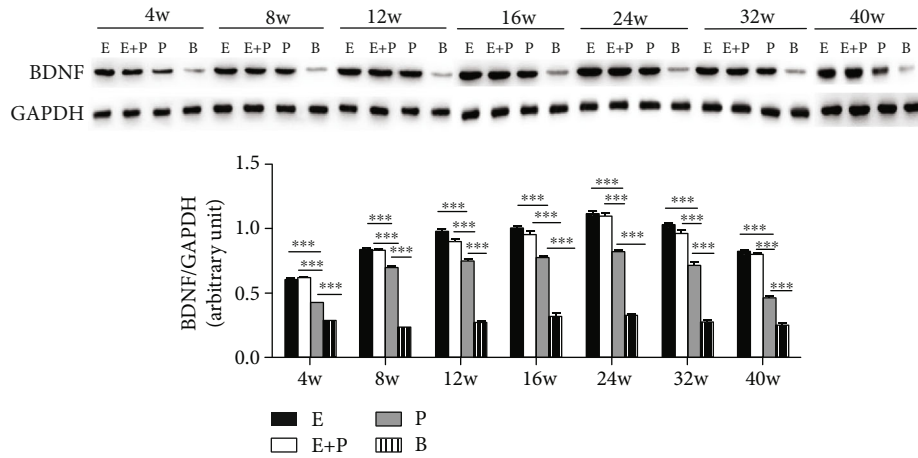 4w 8w 12w 16w 24w 32w 40w
E E+P P B E E+P P B E E+P P B E E+P P B E E+P P B E E+P P B E E+P P B
BDNF
GAPDH
BDNF/GAPDH
(arbitrary unit)
1.5
1.0
0.5
0.0
*** *** ***
*** *** ***
*** *** ***
*** *** ***
*** *** ***
*** *** ***
*** *** ***
4w 8w 12w 16w 24w 32w 40w
E P
E+P B